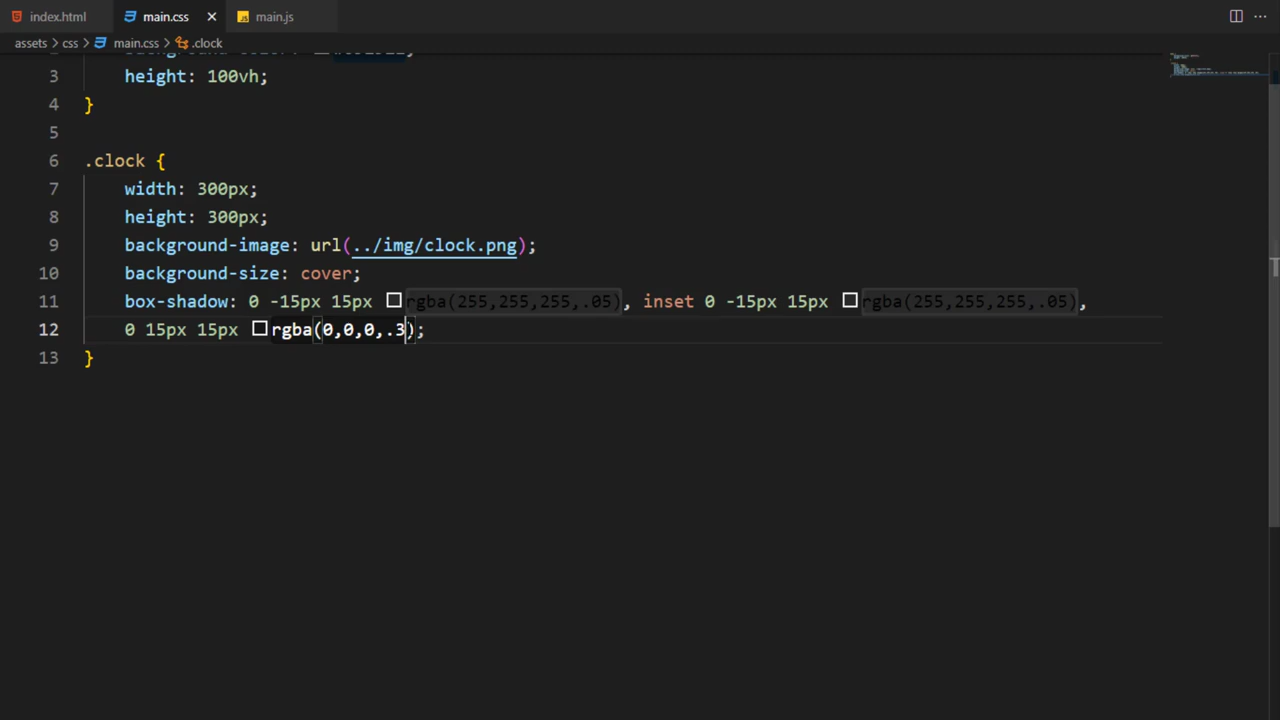 index.html main.css main.js
assets css main.css .clock
3 height: 100vh;
4 }
5
6 .clock {
7 width: 300px;
8 height: 300px;
9 background-image: url(../img/clock.png);
10 background-size: cover;
11 box-shadow: 0 -15px 15px rgba(255,255,255,.05), inset 0 -15px 15px rgba(255,255,255,.05),
12 0 15px 15px rgba(0,0,0,.3);
13 }